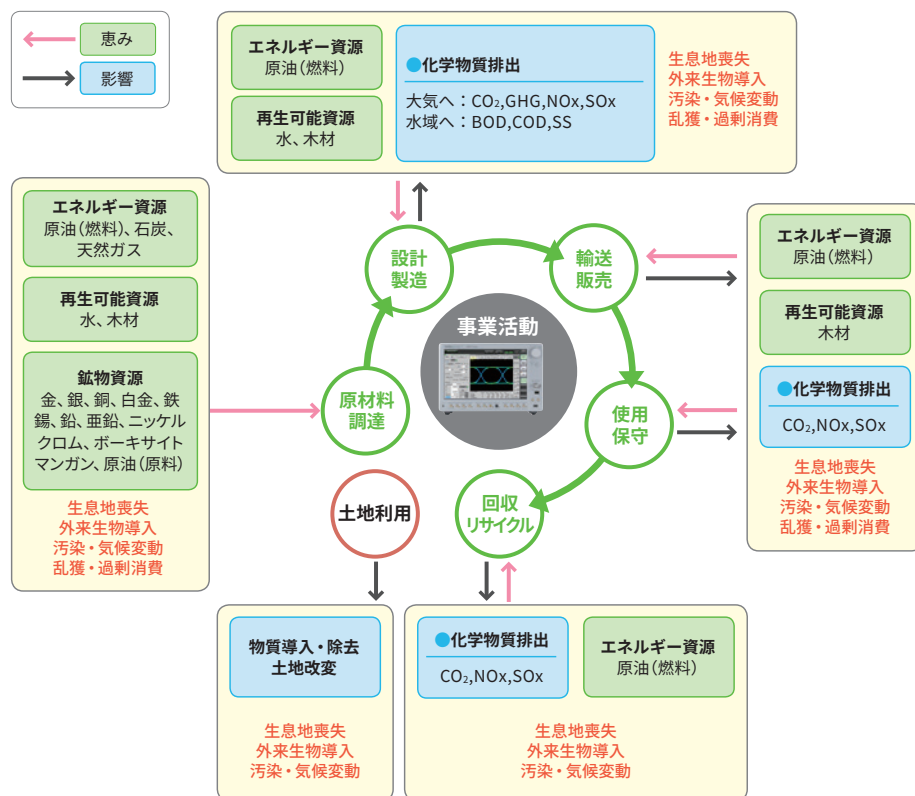 恵み
影響
エネルギー資源
原油(燃料)
再生可能資源
水、木材
●化学物質排出
大気へ:CO₂,GHG,NOx,SOx
水域へ:BOD,COD,SS
生息地喪失
外来生物導入
汚染・気候変動
乱獲・過剰消費
エネルギー資源
原油(燃料)、石炭、
天然ガス
再生可能資源
水、木材
鉱物資源
金、銀、銅、白金、鉄
錫、鉛、亜鉛、ニッケル
クロム、ボーキサイト
マンガン、原油(原料)
生息地喪失
外来生物導入
汚染・気候変動
乱獲・過剰消費
設計
製造
輸送
販売
事業活動
原材料
調達
使用
保守
土地利用
回収
リサイクル
エネルギー資源
原油(燃料)
再生可能資源
木材
●化学物質排出
CO₂,NOx,SOx
生息地喪失
外来生物導入
汚染・気候変動
乱獲・過剰消費
物質導入・除去
土地改変
生息地喪失
外来生物導入
汚染・気候変動
●化学物質排出
CO₂,NOx,SOx
エネルギー資源
原油(燃料)
生息地喪失
外来生物導入
汚染・気候変動